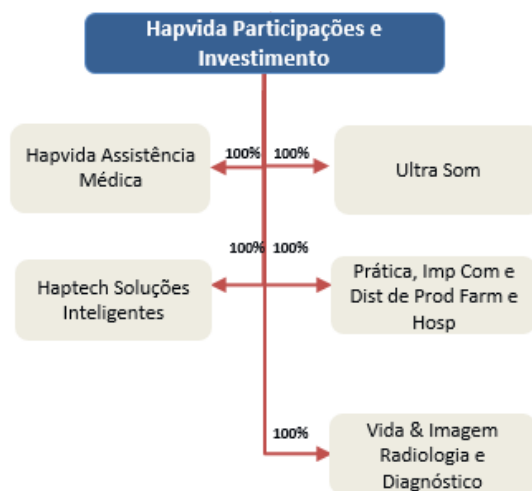 Hapvida Participações e
Investimento
Hapvida Assistência
Médica
100%
100%
Ultra Som
Haptech Soluções
Inteligentes
100%
100%
Prática, Imp Com e
Dist de Prod Farm e
Hosp
100%
Vida & Imagem
Radiologia e
Diagnóstico